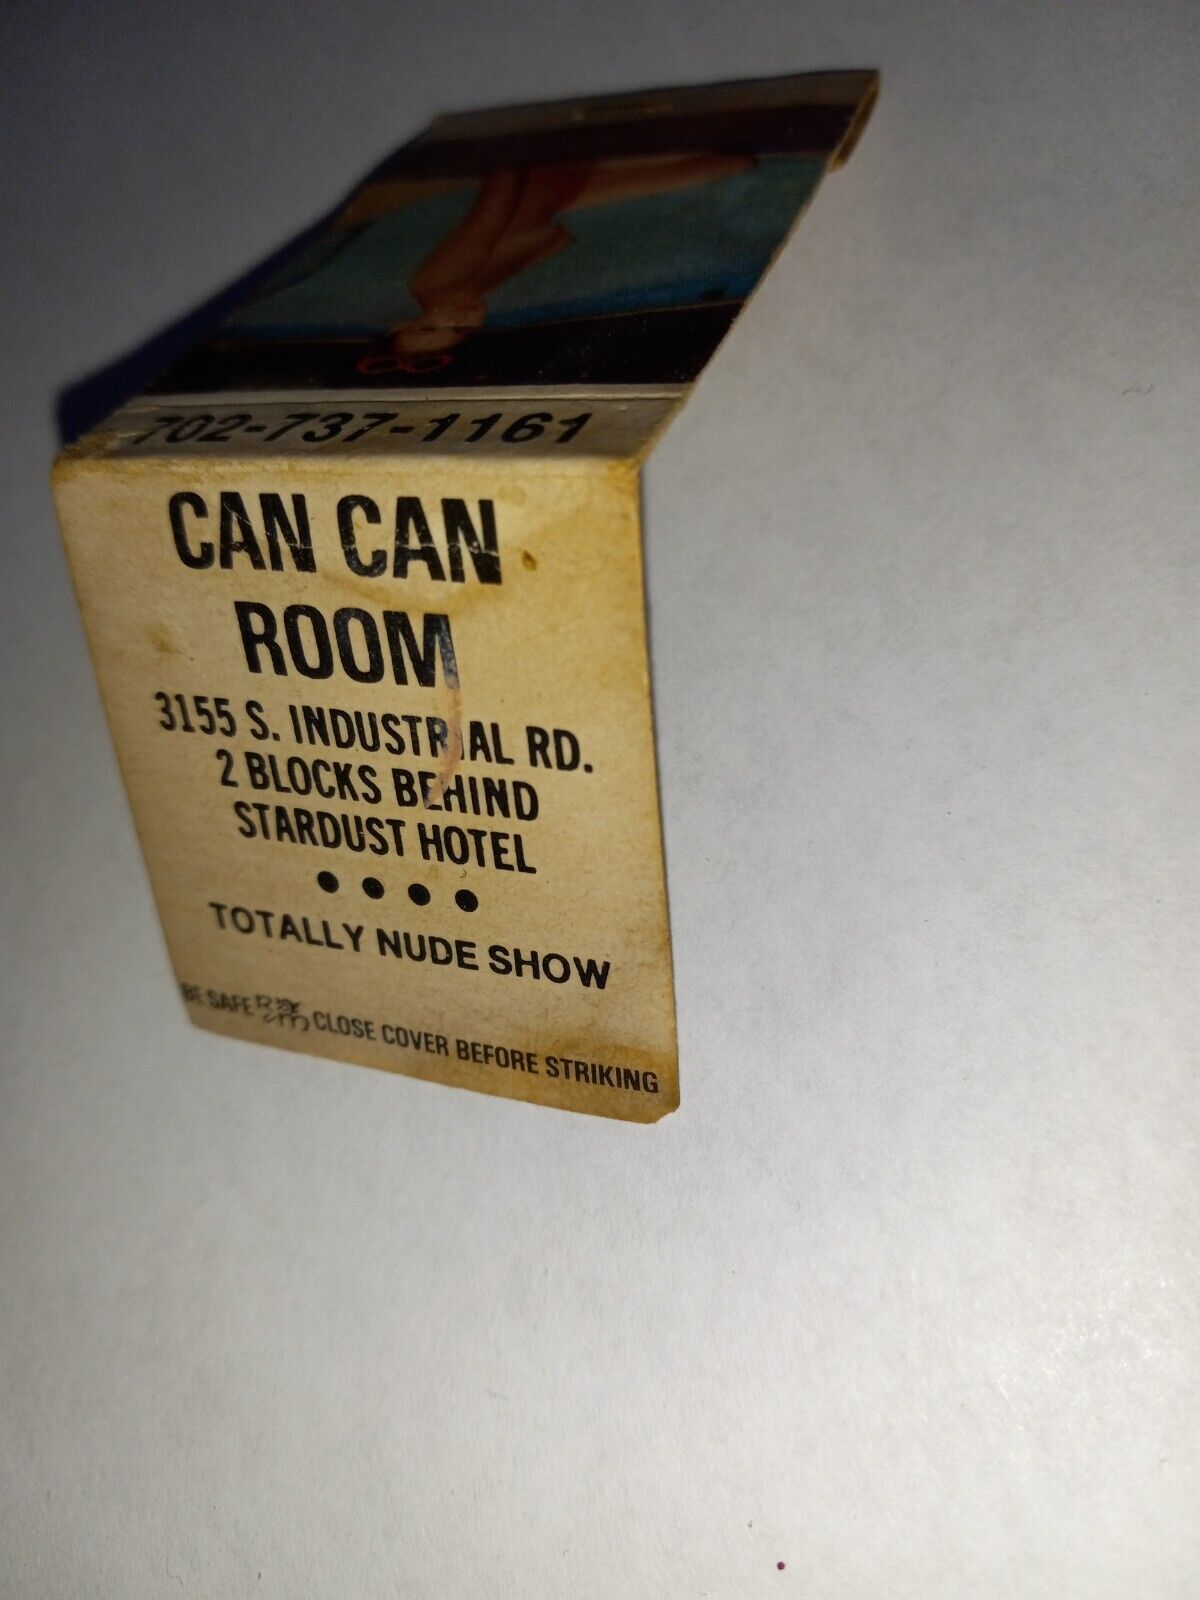 702-737-1161
CAN CAN
ROOM
3155 S. INDUSTRIAL RD.
2 BLOCKS BEHIND
STARDUST HOTEL
TOTALLY NUDE SHOW
BE SAFE CLOSE COVER BEFORE STRIKING